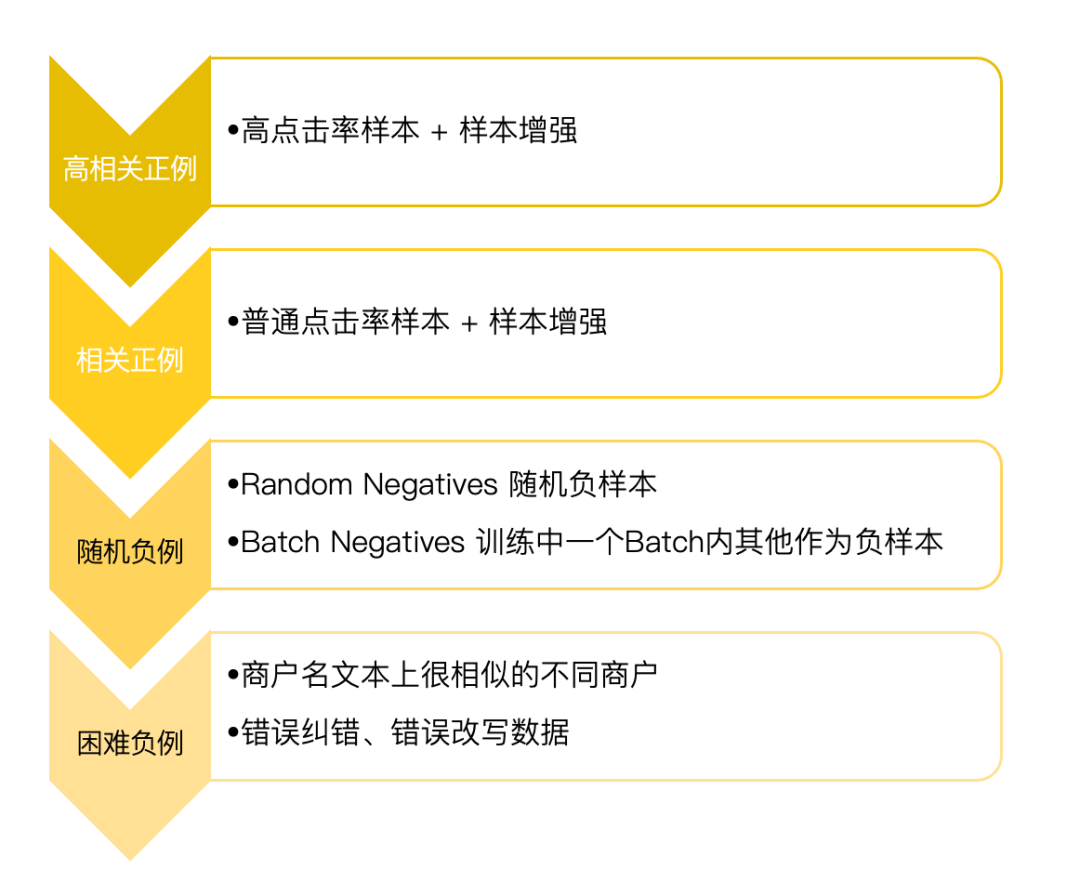 高相关正例
•高点击率样本 + 样本增强
相关正例
•普通点击率样本 + 样本增强
随机负例
•Random Negatives 随机负样本
•Batch Negatives 训练中一个Batch内其他作为负样本
困难负例
•商户名文本上很相似的不同商户
•错误纠错、错误改写数据